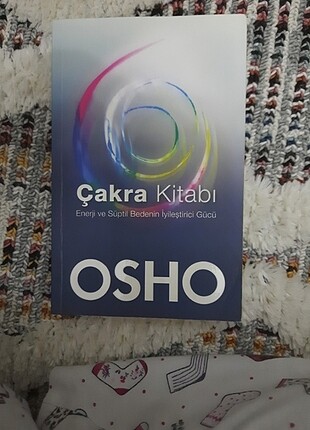 Çakra Kitabı
Enerji ve Süptil Bedenin İyileştirici Gücü
OSHO